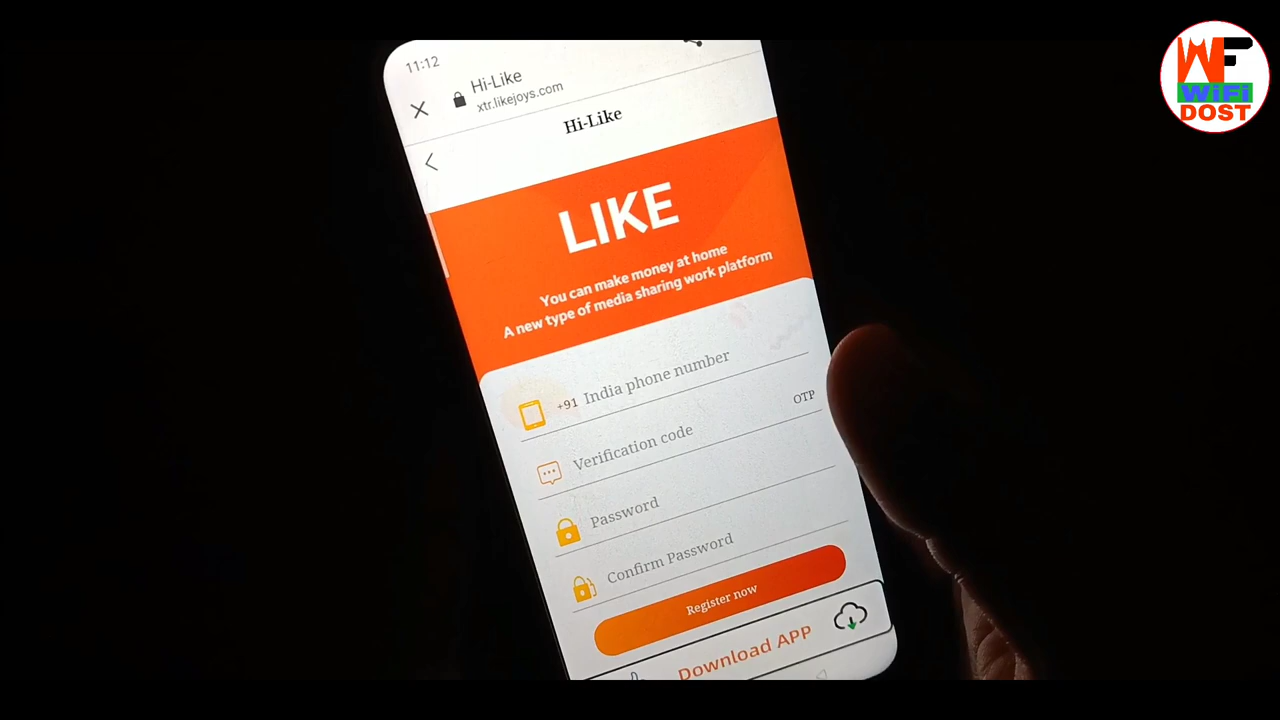 11:12
Hi-Like
xtr.likejoys.com
Hi-Like
LIKE
You can make money at home
A new type of media sharing work platform
+91 India phone number
Verification code OTP
Password
Confirm Password
Register now
Download APP
WF
WiFi
DOST